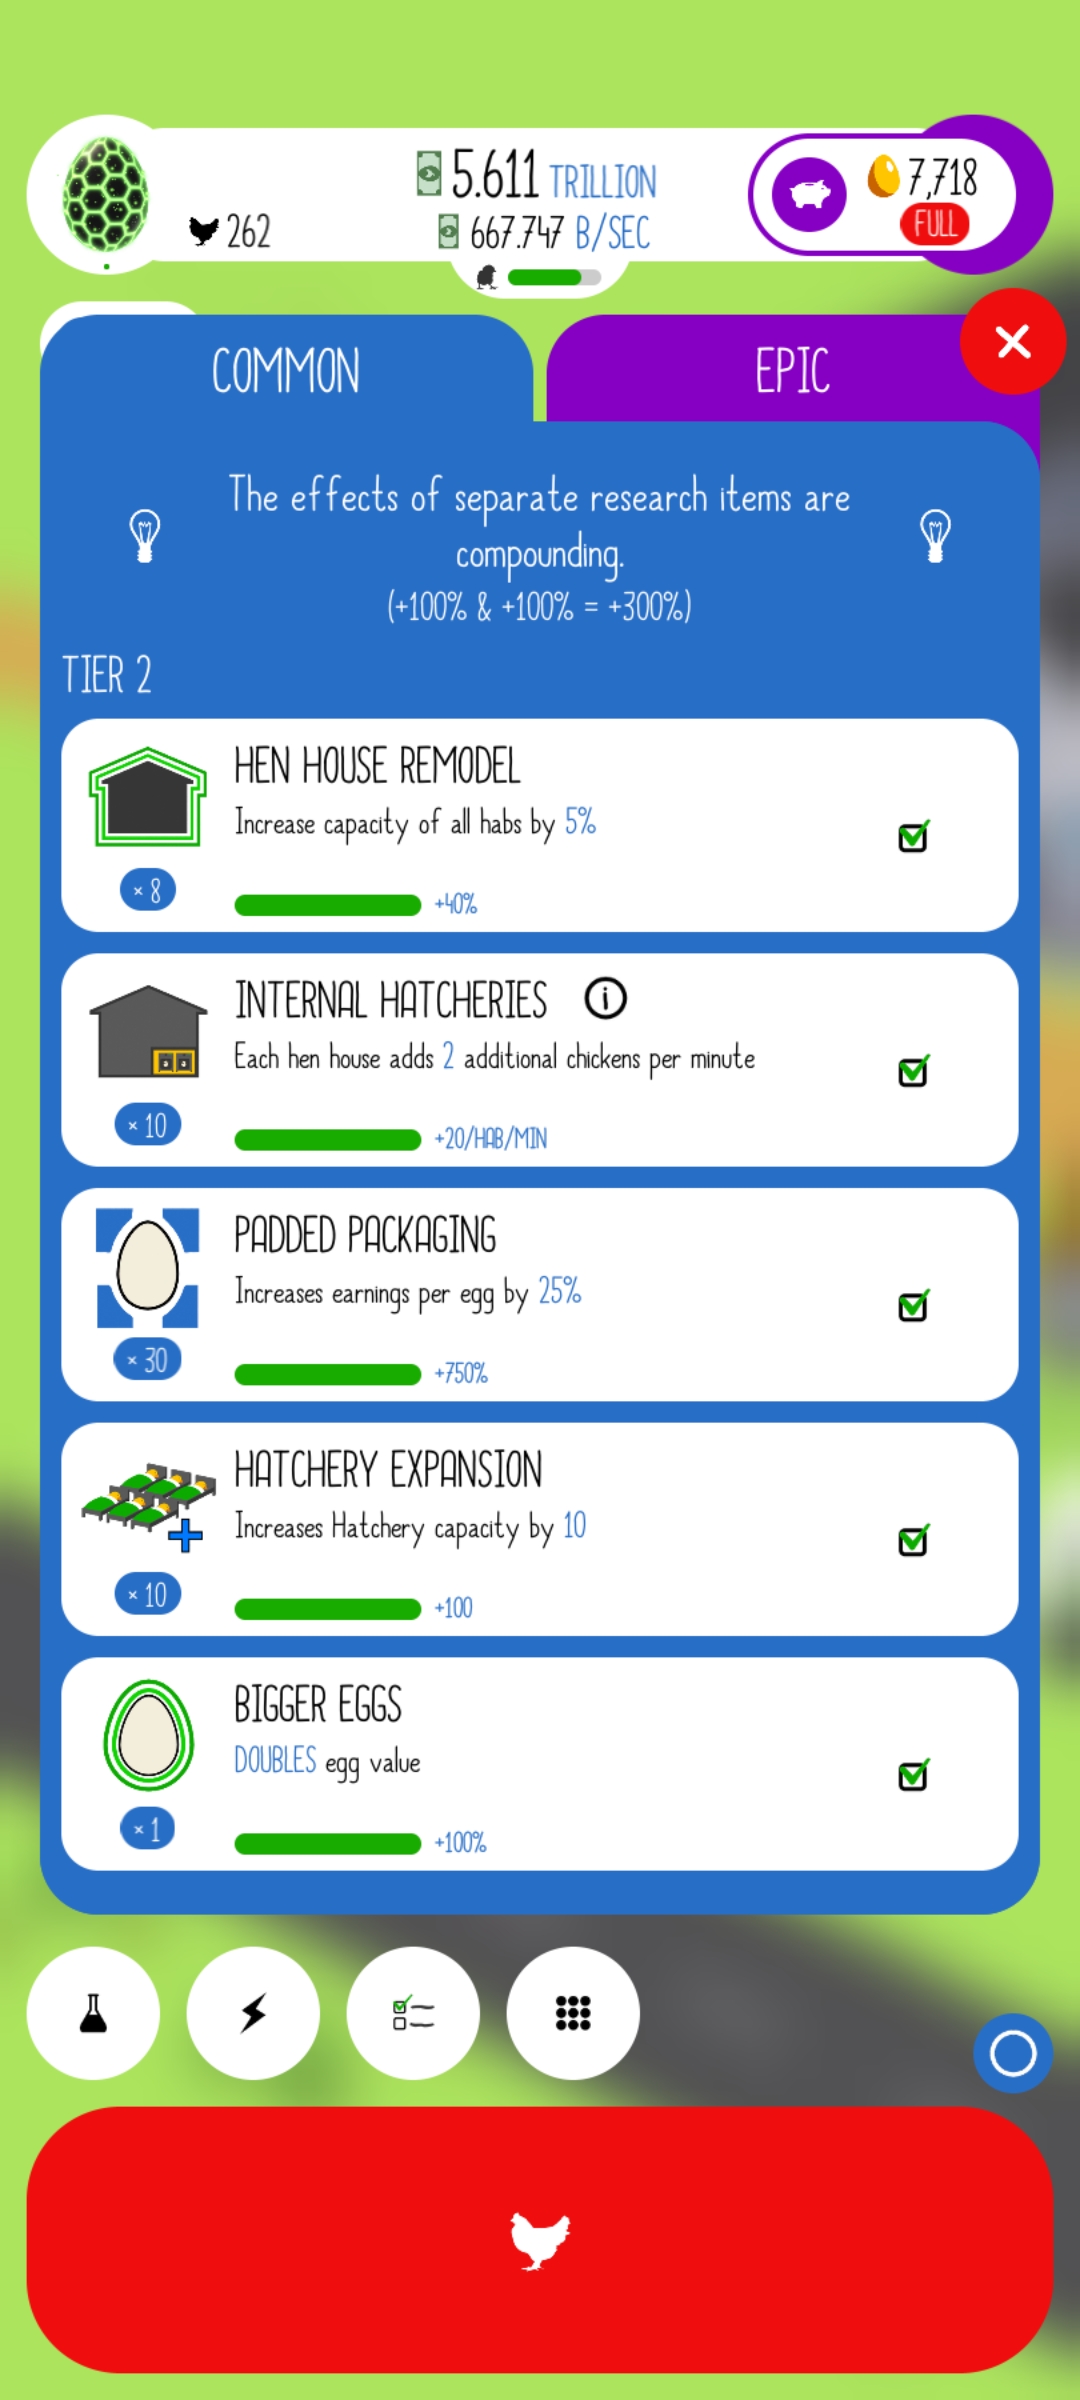 5.611 TRILLION
262
667.747 B/SEC
7,718
FULL
COMMON
EPIC
The effects of separate research items are
compounding.
(+100% & +100% = +300%)
TIER 2
HEN HOUSE REMODEL
Increase capacity of all habs by 5%
× 8
+40%
INTERNAL HATCHERIES
Each hen house adds 2 additional chickens per minute
× 10
+20/HAB/MIN
PADDED PACKAGING
Increases earnings per egg by 25%
× 30
+750%
HATCHERY EXPANSION
Increases Hatchery capacity by 10
× 10
+100
BIGGER EGGS
DOUBLES egg value
× 1
+100%